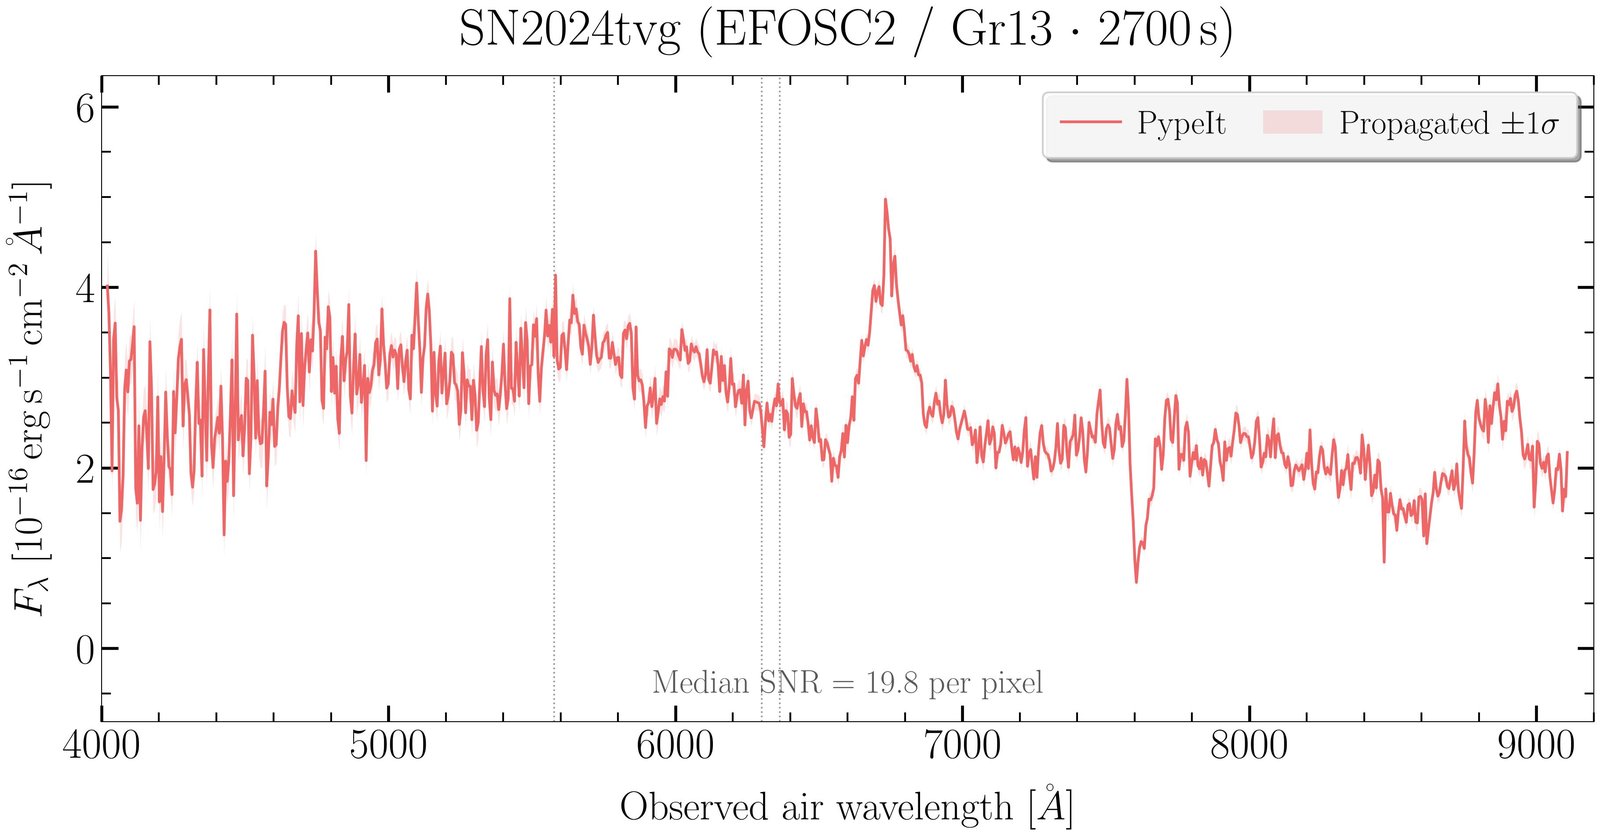 SN2024tvg (EFOSC2 / Gr13 · 2700 s)
PypeIt
Propagated ±1σ
6
4
2
0
F_λ [10⁻¹⁶ erg s⁻¹ cm⁻² Å⁻¹]
Median SNR = 19.8 per pixel
4000 5000 6000 7000 8000 9000
Observed air wavelength [Å]